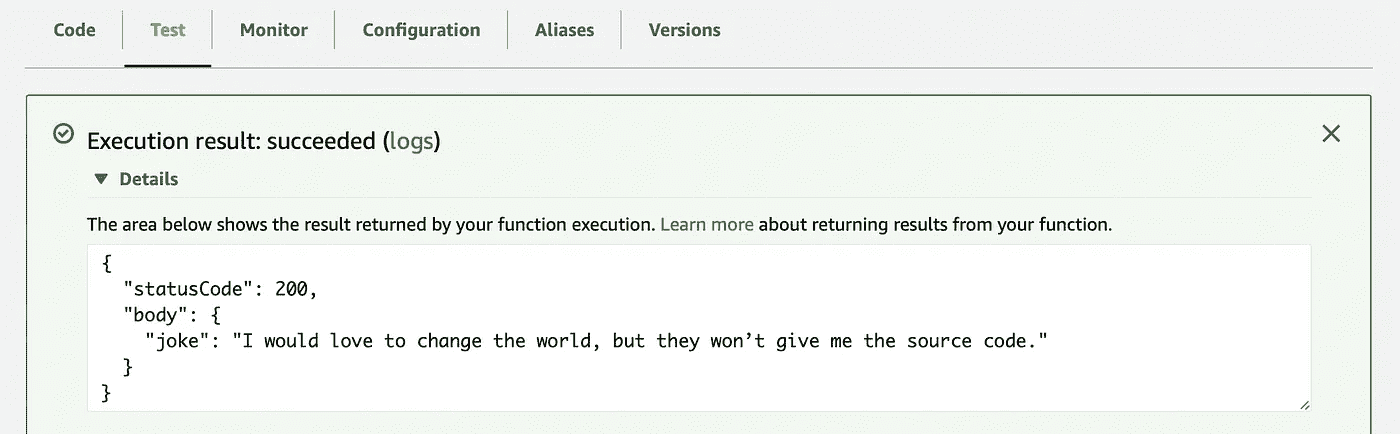 Code Test Monitor Configuration Aliases Versions
Execution result: succeeded (logs)
Details
The area below shows the result returned by your function execution. Learn more about returning results from your function.
{
"statusCode": 200,
"body": {
"joke": "I would love to change the world, but they won’t give me the source code."
}
}